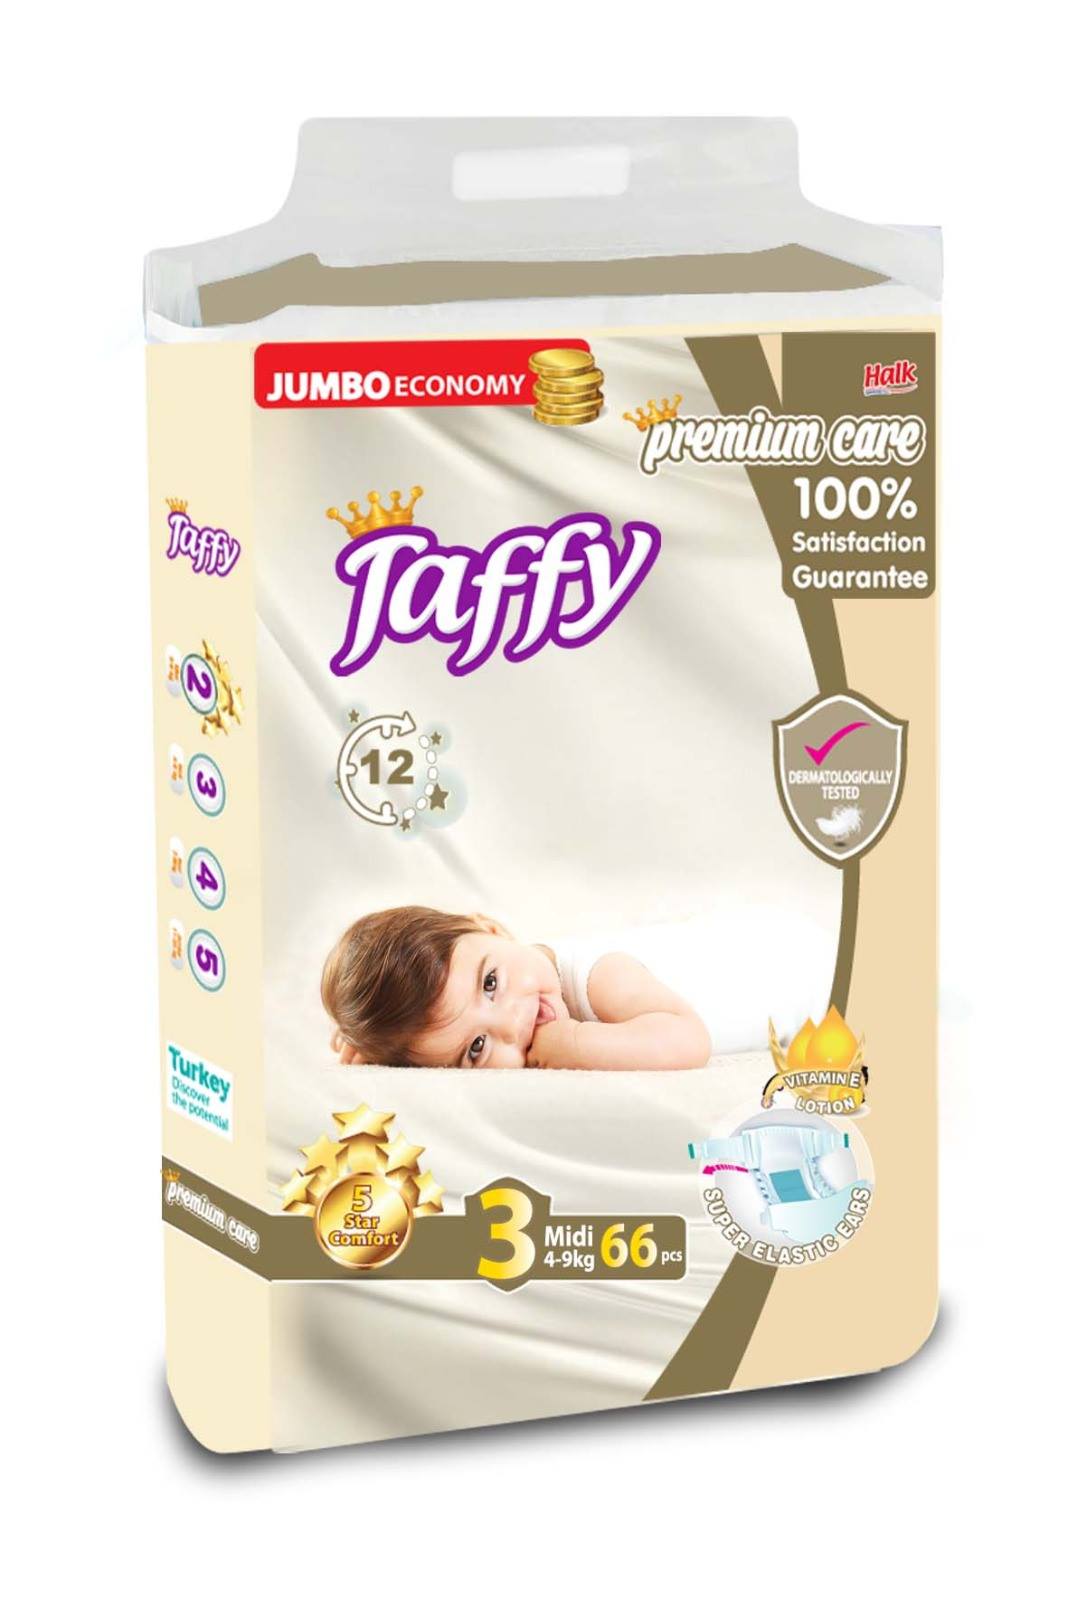 JUMBO ECONOMY
Halk
premium care
100%
Satisfaction
Guarantee
Taffy
12
DERMATOLOGICALLY
TESTED
VITAMIN E
LOTION
SUPER ELASTIC EARS
5
Star
Comfort
3
Midi
4-9kg
66 pcs
Taffy
2
3
4
5
Turkey
Discover
the potential
premium care